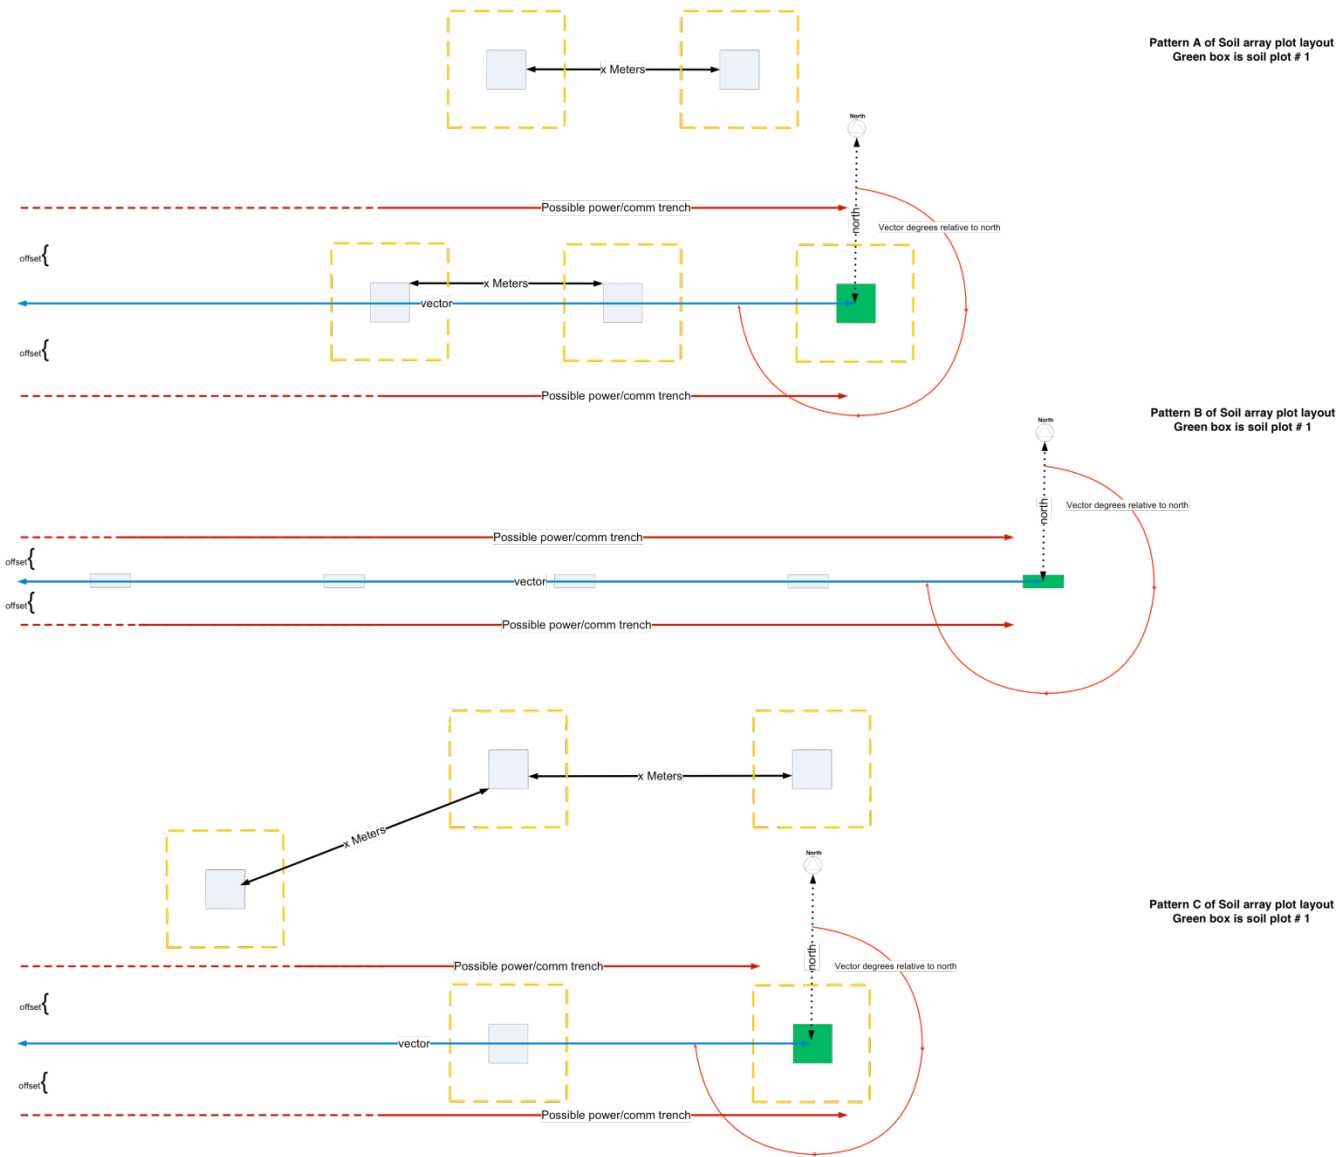 Pattern A of Soil array plot layout
Green box is soil plot # 1
x Meters
North
Possible power/comm trench
north
Vector degrees relative to north
offset{
x Meters
vector
offset{
Possible power/comm trench
Pattern B of Soil array plot layout
Green box is soil plot # 1
North
north
Vector degrees relative to north
Possible power/comm trench
offset{
vector
offset{
Possible power/comm trench
x Meters
x Meters
North
Pattern C of Soil array plot layout
Green box is soil plot # 1
north
Possible power/comm trench
Vector degrees relative to north
offset{
vector
offset{
Possible power/comm trench